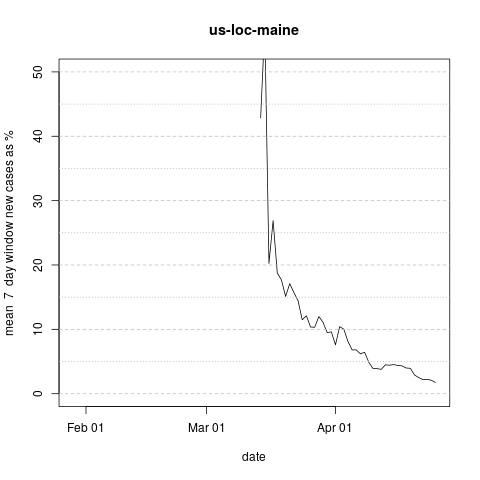 us-loc-maine
mean 7 day window new cases as %
50
40
30
20
10
0
Feb 01
Mar 01
Apr 01
date